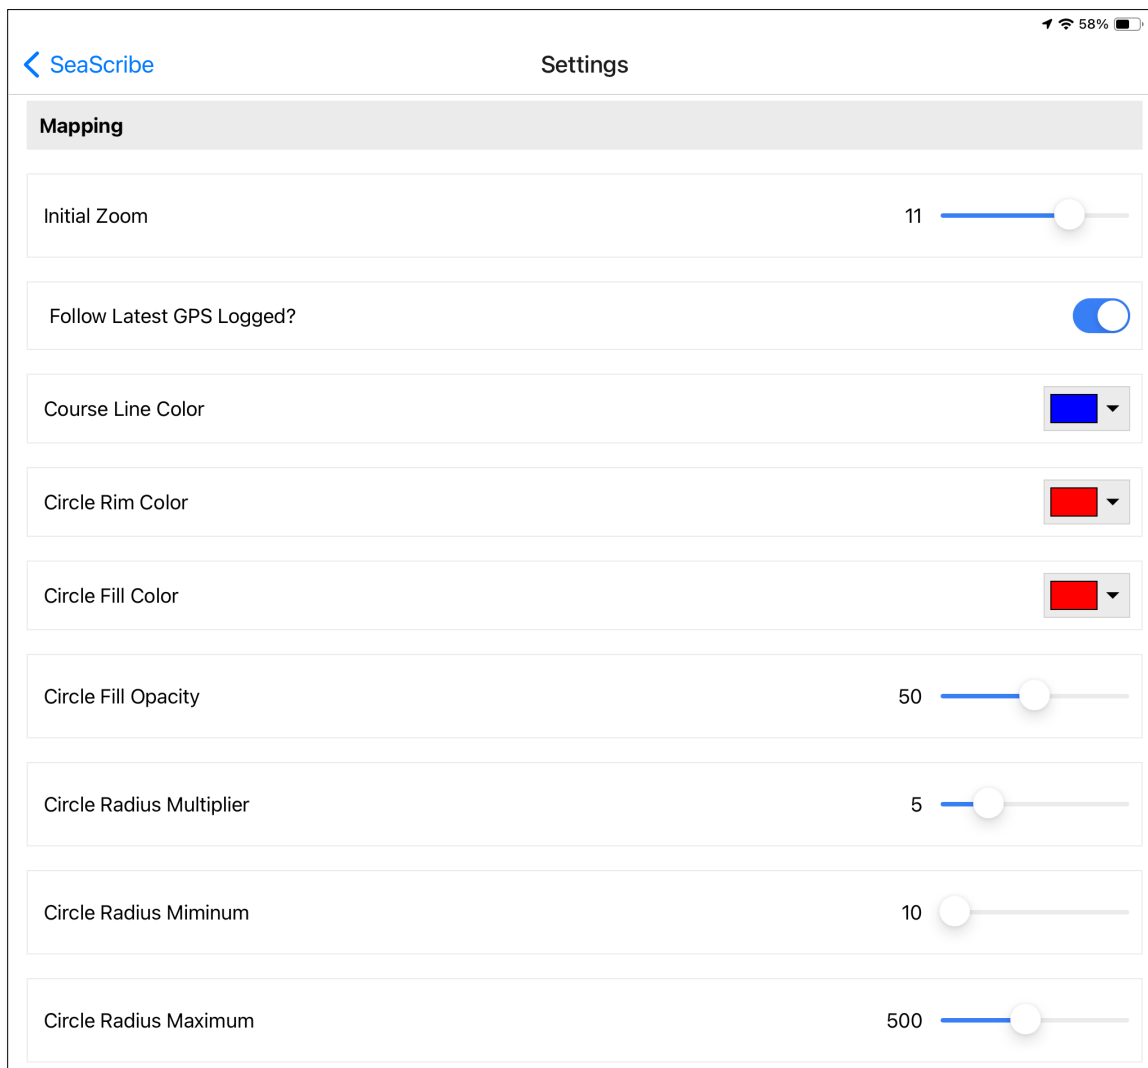 58%
SeaScribe
Settings
Mapping
Initial Zoom 11
Follow Latest GPS Logged?
Course Line Color
Circle Rim Color
Circle Fill Color
Circle Fill Opacity 50
Circle Radius Multiplier 5
Circle Radius Miminum 10
Circle Radius Maximum 500